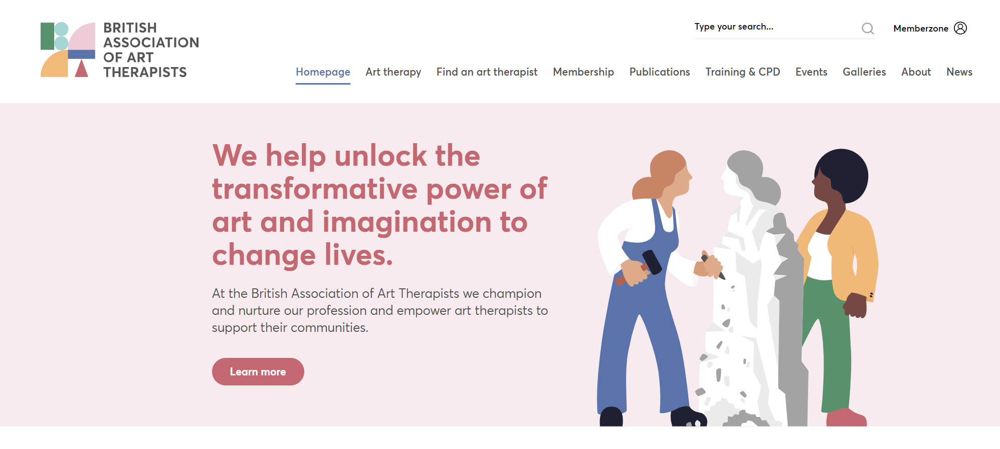 BRITISH
ASSOCIATION
OF ART
THERAPISTS
Type your search...
Memberzone
Homepage Art therapy Find an art therapist Membership Publications Training & CPD Events Galleries About News
We help unlock the
transformative power of
art and imagination to
change lives.
At the British Association of Art Therapists we champion
and nurture our profession and empower art therapists to
support their communities.
Learn more